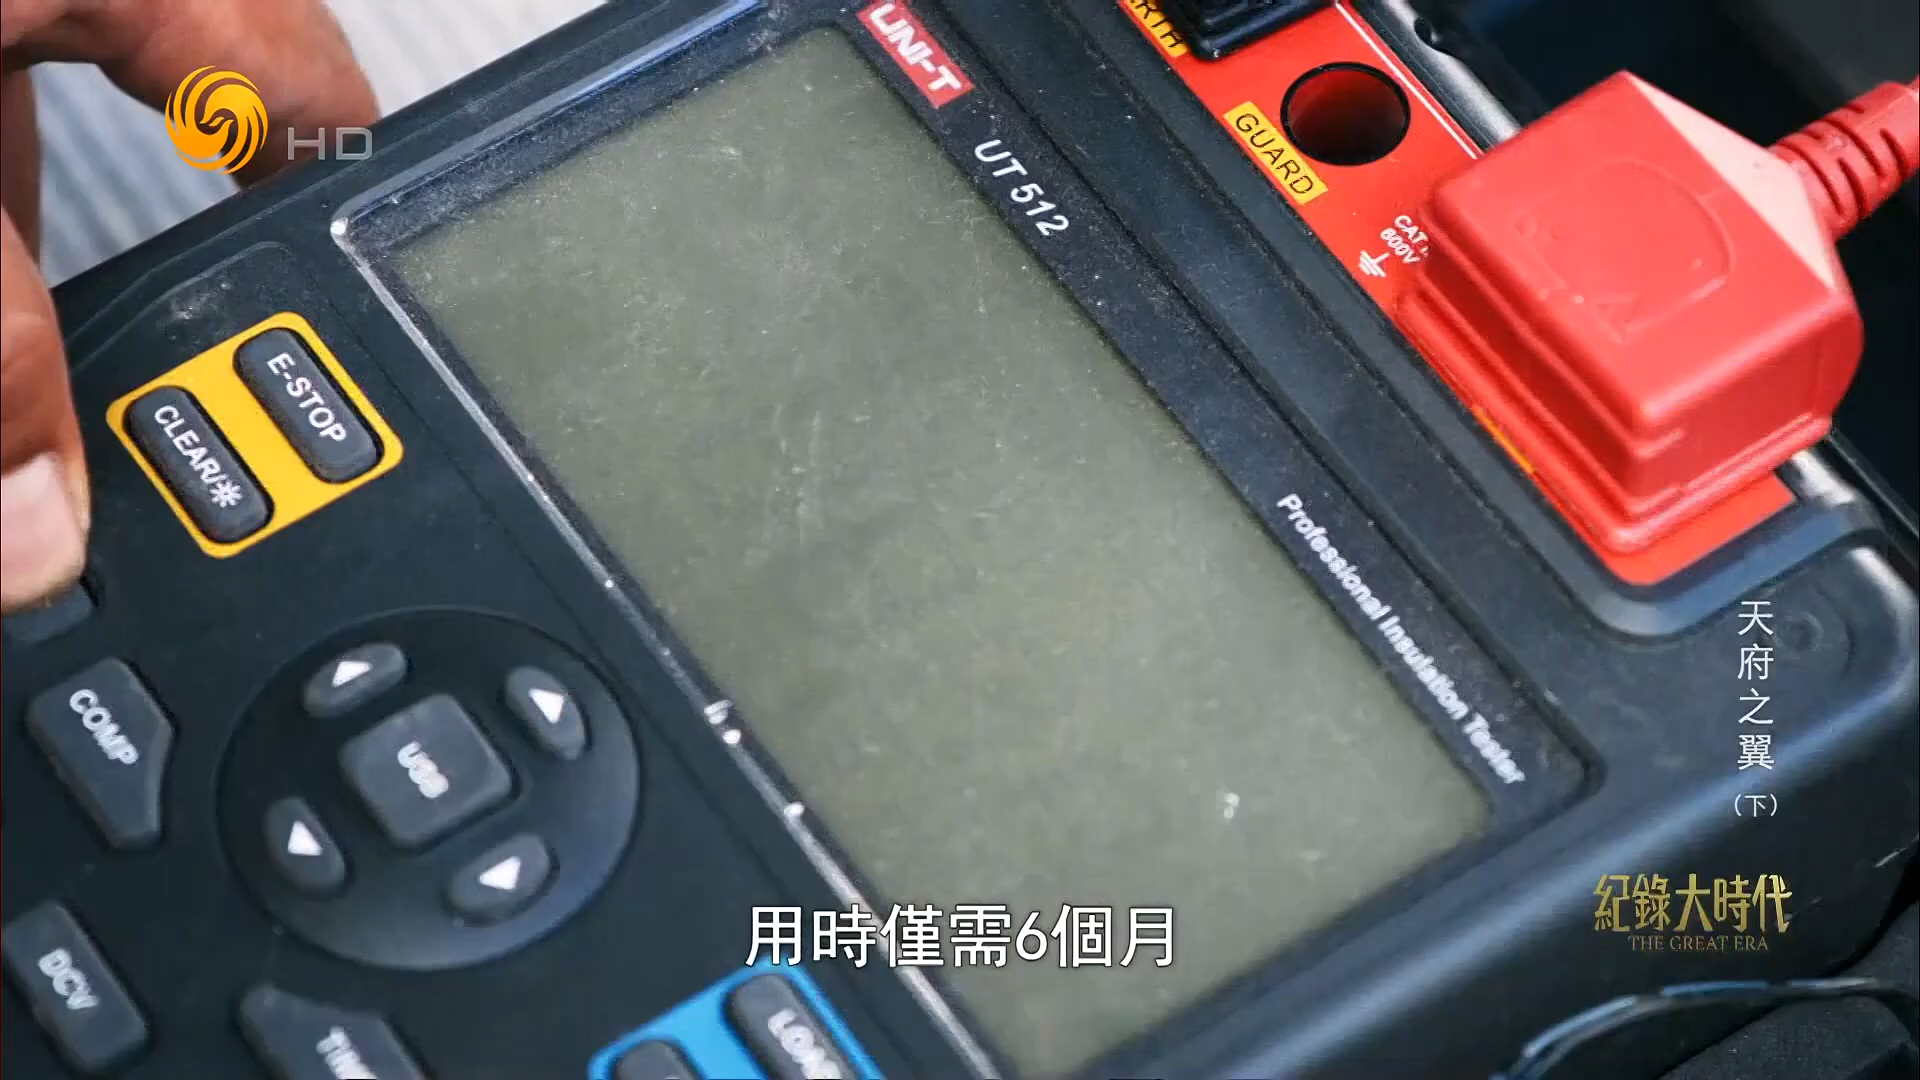 HD
UNI-T
UT512
GUARD
600V
E-STOP
CLEAR/☼
Professional Insulation Tester
COMP
USB
DCV
天府之翼
(下)
紀錄大時代
THE GREAT ERA
用時僅需6個月